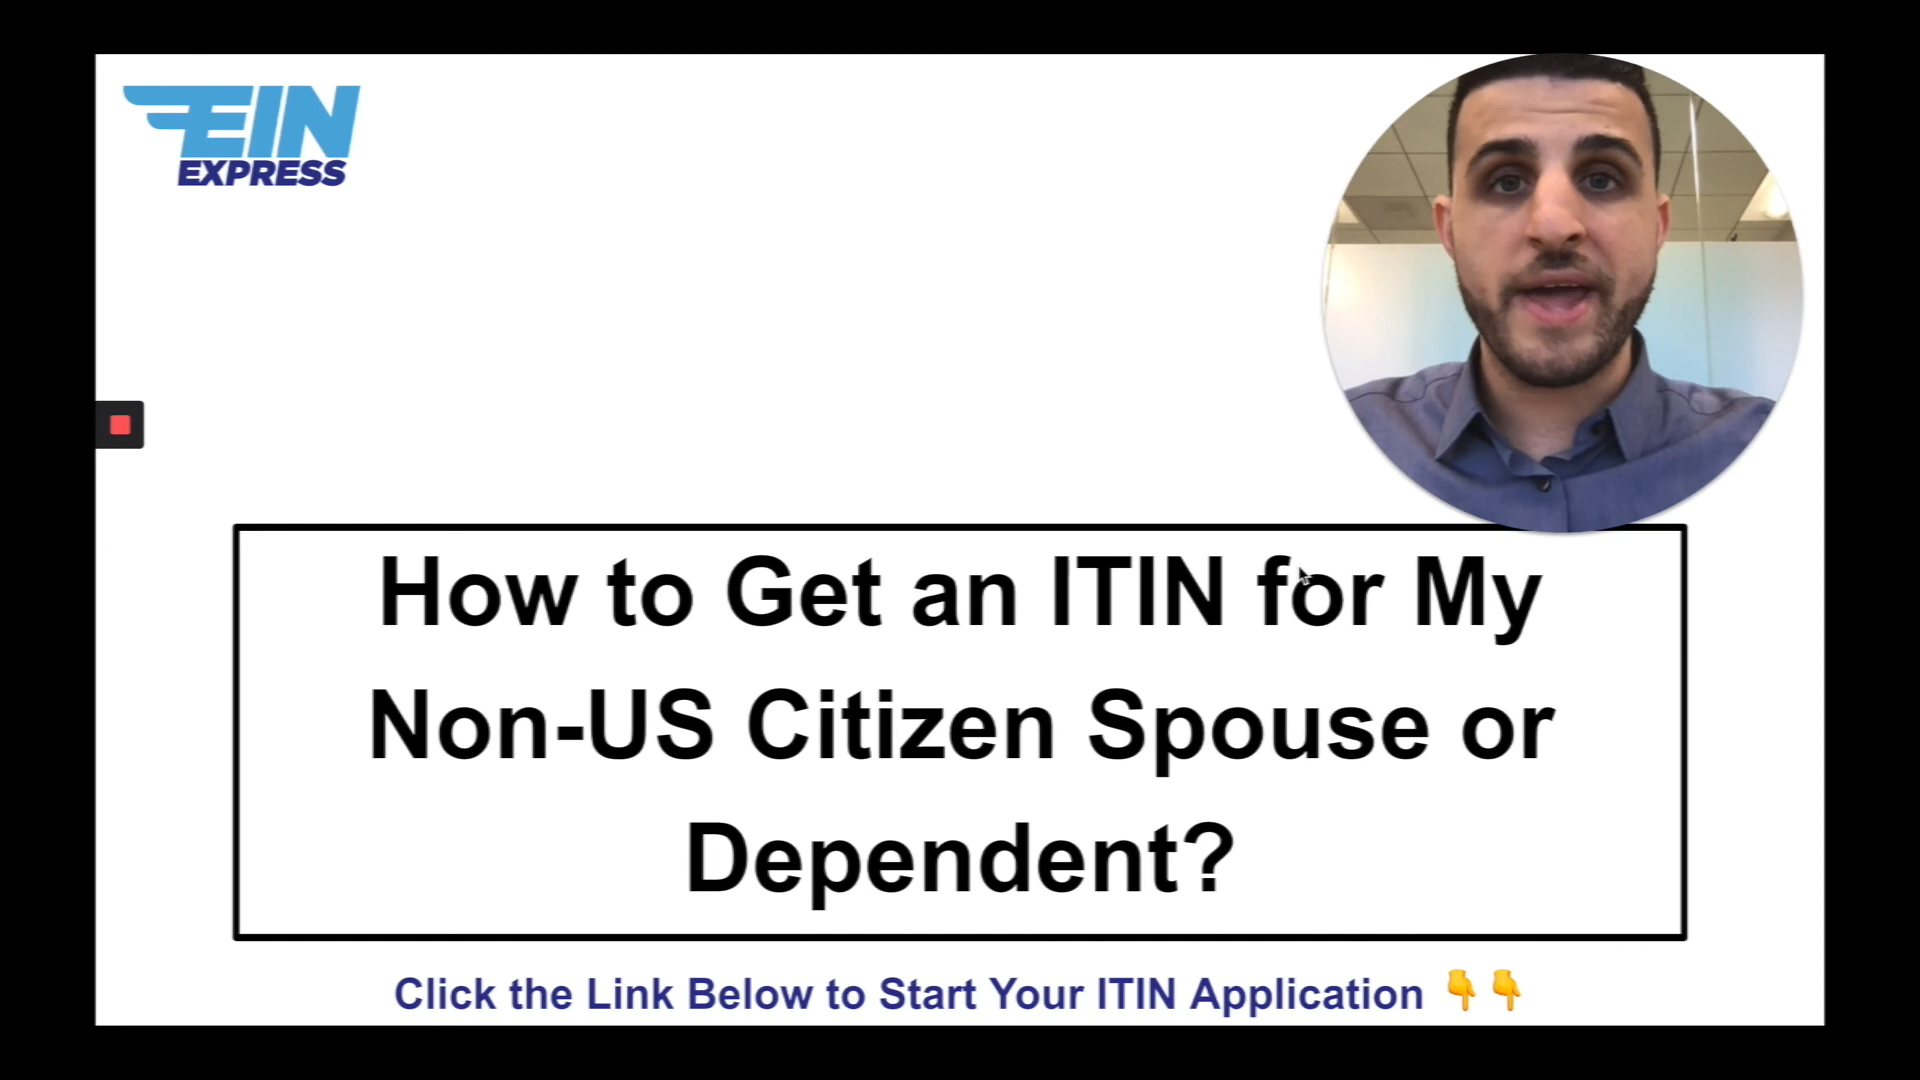 EIN
EXPRESS
How to Get an ITIN for My
Non-US Citizen Spouse or
Dependent?
Click the Link Below to Start Your ITIN Application 👇👇